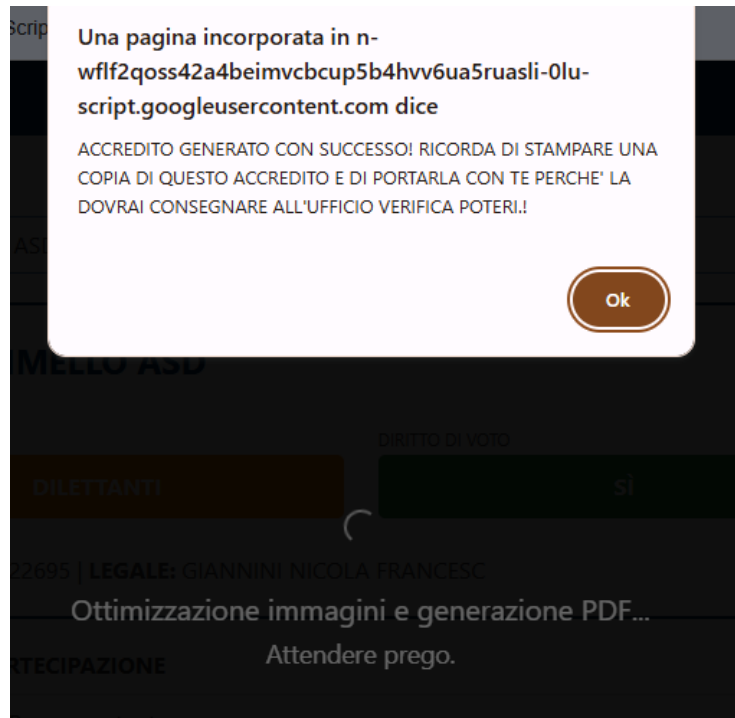 Scrip
Una pagina incorporata in n-
wflf2qoss42a4beimvcbcup5b4hvv6ua5ruasli-0lu-
script.googleusercontent.com dice
ACCREDITO GENERATO CON SUCCESSO! RICORDA DI STAMPARE UNA
COPIA DI QUESTO ACCREDITO E DI PORTARLA CON TE PERCHE' LA
DOVRAI CONSEGNARE ALL'UFFICIO VERIFICA POTERI.!
Ok
ASD
IMELLO ASD
DIRITTO DI VOTO
DILETTANTI
SÌ
22695 | LEGALE: GIANNINI NICOLA FRANCESC
Ottimizzazione immagini e generazione PDF...
Attendere prego.
RTECIPAZIONE